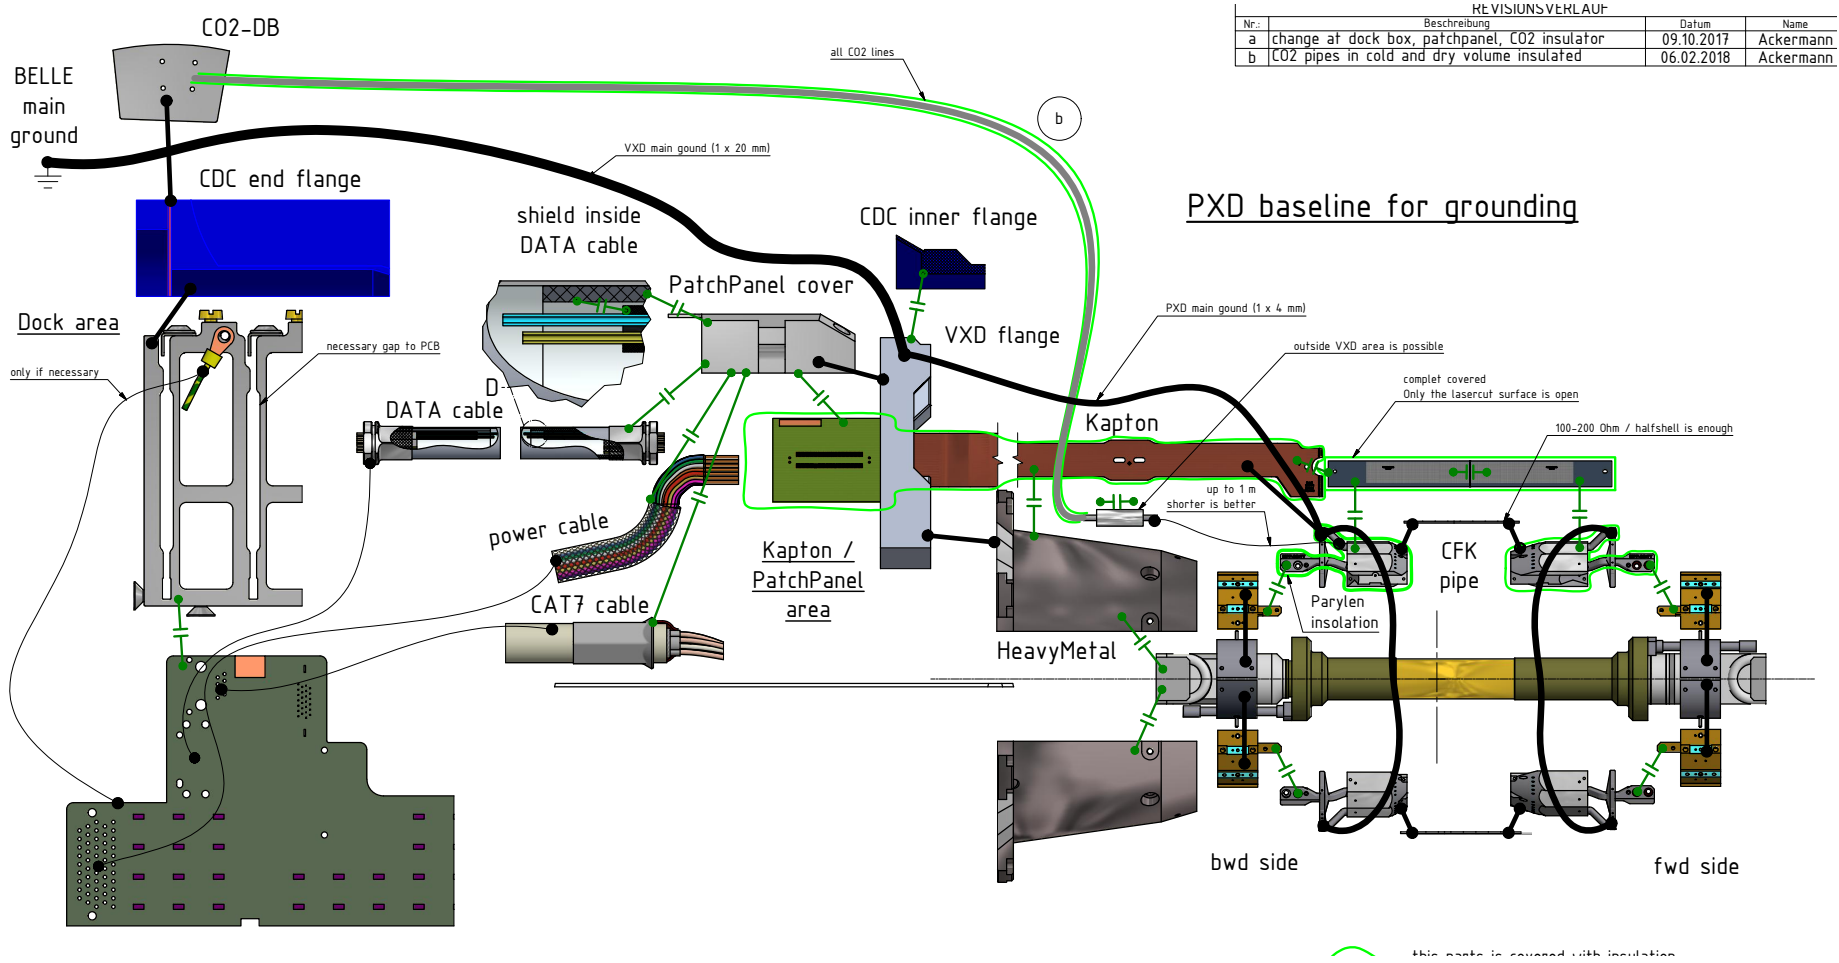 REVISIONSVERLAUF
Nr.: Beschreibung Datum Name
a change at dock box, patchpanel, CO2 insulator 09.10.2017 Ackermann
b CO2 pipes in cold and dry volume insulated 06.02.2018 Ackermann
CO2-DB
all CO2 lines
BELLE
main
ground
b
VXD main gound (1 x 20 mm)
CDC end flange
PXD baseline for grounding
shield inside
DATA cable
CDC inner flange
PatchPanel cover
Dock area
necessary gap to PCB
VXD flange
PXD main gound (1 x 4 mm)
outside VXD area is possible
only if necessary
complet covered
Only the lasercut surface is open
D
DATA cable
Kapton
100-200 Ohm / halfshell is enough
up to 1 m
shorter is better
power cable
Kapton /
PatchPanel
area
CFK
pipe
CAT7 cable
Parylen
insolation
HeavyMetal
bwd side
fwd side
this parts is covered with insulation